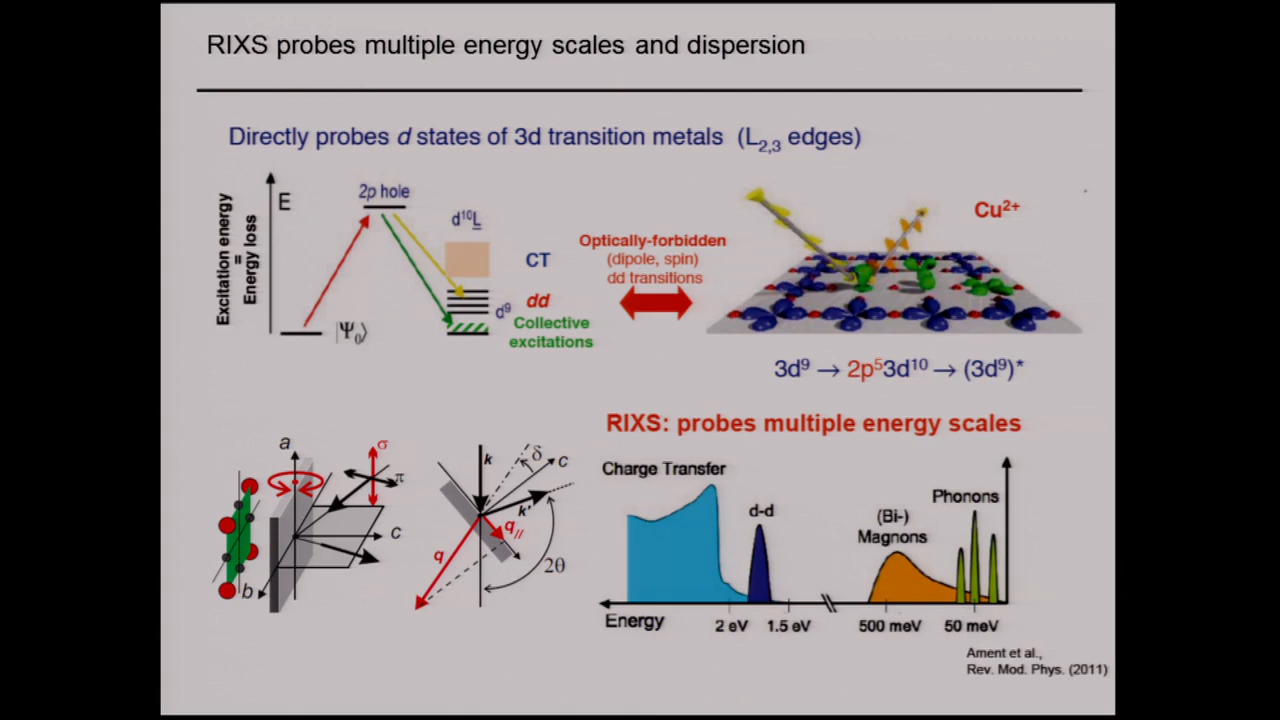 RIXS probes multiple energy scales and dispersion
Directly probes d states of 3d transition metals (L2,3 edges)
Excitation energy
=
Energy loss
E
2p hole
|Ψ0⟩
d¹⁰L̲
CT
dd
d⁹
Collective
excitations
Optically-forbidden
(dipole, spin)
dd transitions
Cu²⁺
3d⁹ → 2p⁵3d¹⁰ → (3d⁹)*
RIXS: probes multiple energy scales
a
σ
π
c
b
k
δ
c
k'
q//
q
2θ
Charge Transfer
d-d
(Bi-)
Magnons
Phonons
Energy
2 eV
1.5 eV
500 meV
50 meV
Ament et al.,
Rev. Mod. Phys. (2011)